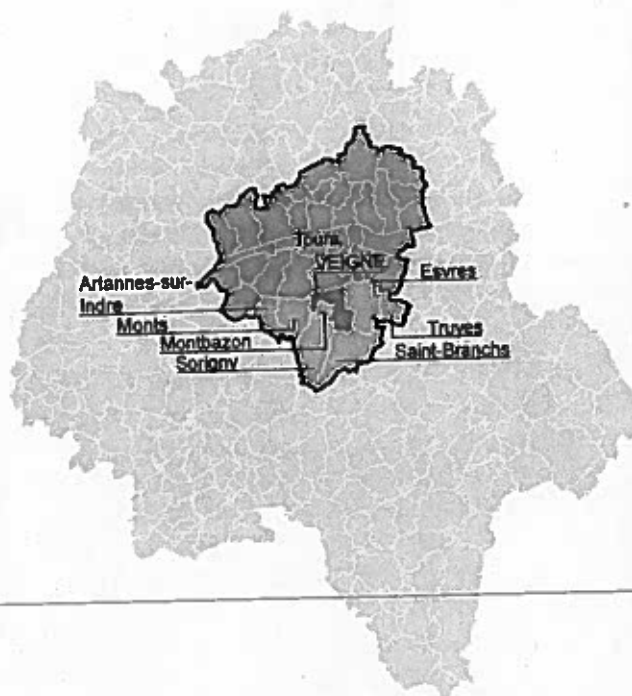 Tours
VEIGNE
Esvres
Artannes-sur-
Indre
Monts
Montbazon
Sorigny
Truyes
Saint-Branchs